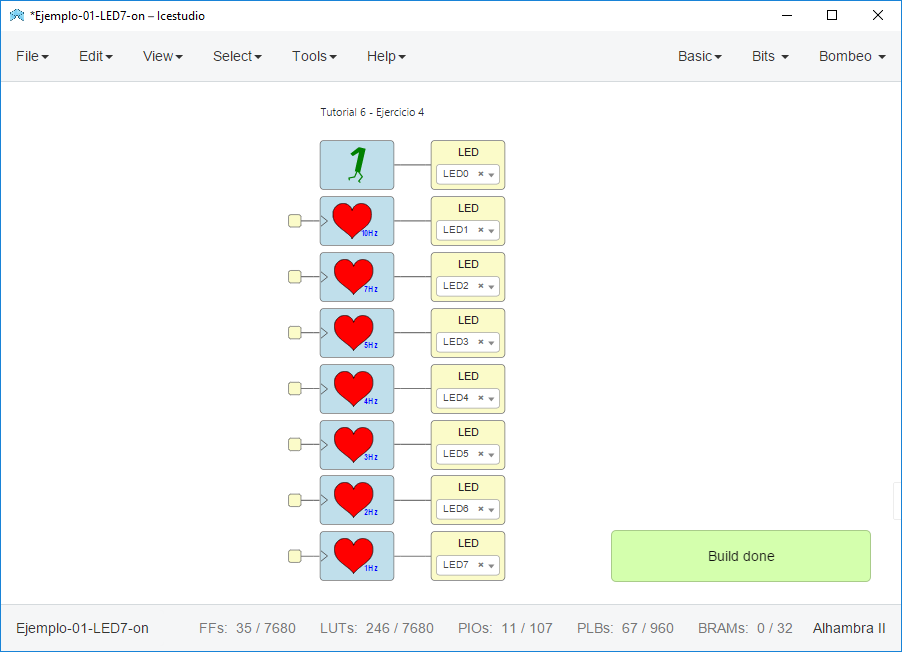 *Ejemplo-01-LED7-on – Icestudio
File Edit View Select Tools Help Basic Bits Bombeo
Tutorial 6 - Ejercicio 4
1 LED
LED0 × 
LED
10Hz LED1 ×
LED
7Hz LED2 ×
LED
5Hz LED3 ×
LED
4Hz LED4 ×
LED
3Hz LED5 ×
LED
2Hz LED6 ×
LED
1Hz LED7 ×
Build done
Ejemplo-01-LED7-on FFs: 35 / 7680 LUTs: 246 / 7680 PIOs: 11 / 107 PLBs: 67 / 960 BRAMs: 0 / 32 Alhambra II